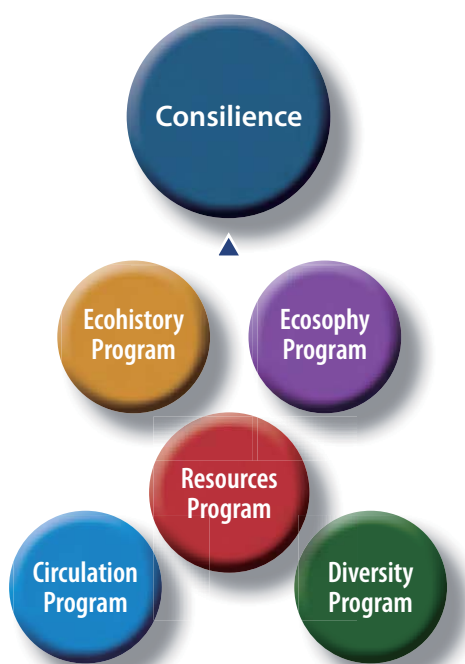 Consilience
Ecohistory
Program
Ecosophy
Program
Resources
Program
Circulation
Program
Diversity
Program